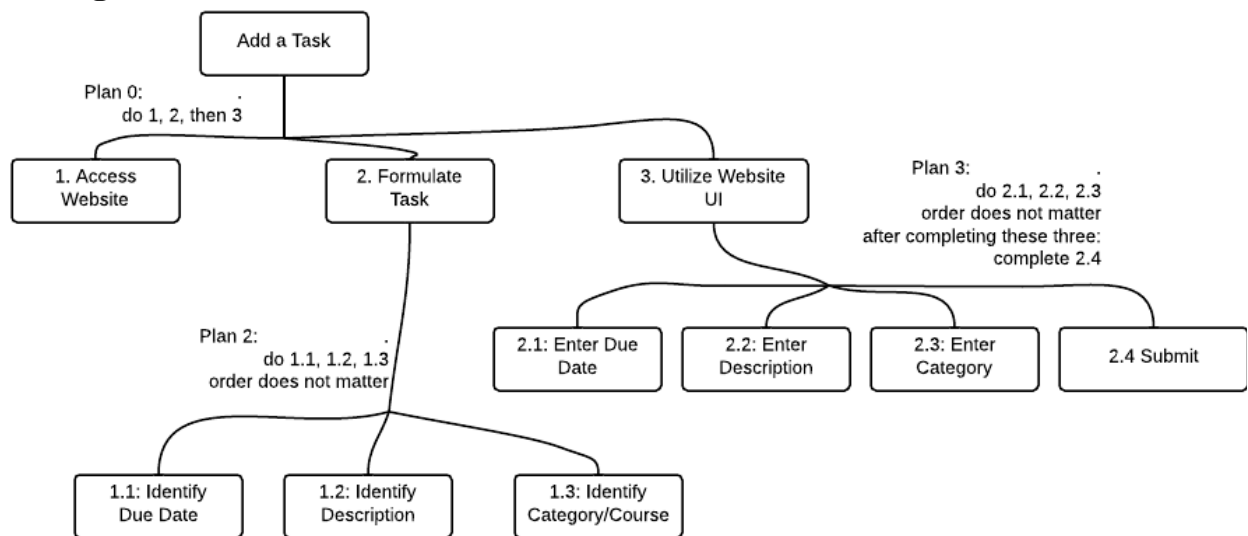 Add a Task
Plan 0: .
do 1, 2, then 3
1. Access
Website
2. Formulate
Task
3. Utilize Website
UI
Plan 3: .
do 2.1, 2.2, 2.3
order does not matter
after completing these three:
complete 2.4
Plan 2: .
do 1.1, 1.2, 1.3
order does not matter
2.1: Enter Due
Date
2.2: Enter
Description
2.3: Enter
Category
2.4 Submit
1.1: Identify
Due Date
1.2: Identify
Description
1.3: Identify
Category/Course